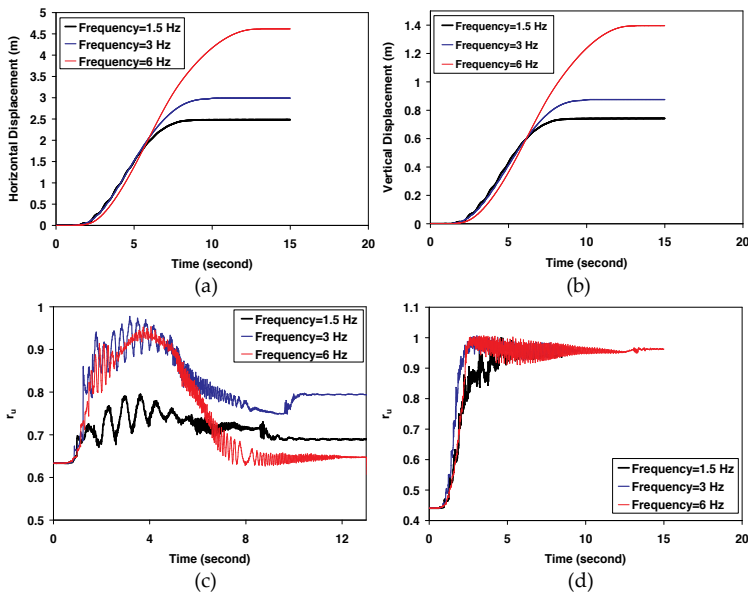 5
4.5
4
3.5
3
2.5
2
1.5
1
0.5
0
Horizontal Displacement (m)
Frequency=1.5 Hz
Frequency=3 Hz
Frequency=6 Hz
0 5 10 15 20
Time (second)
(a)
1.4
1.2
1
0.8
0.6
0.4
0.2
0
Vertical Displacement (m)
Frequency=1.5 Hz
Frequency=3 Hz
Frequency=6 Hz
0 5 10 15 20
Time (second)
(b)
1
0.9
0.8
0.7
0.6
0.5
ru
Frequency=1.5 Hz
Frequency=3 Hz
Frequency=6 Hz
0 4 8 12
Time (second)
(c)
1.1
1
0.9
0.8
0.7
0.6
0.5
0.4
ru
Frequency=1.5 Hz
Frequency=3 Hz
Frequency=6 Hz
0 5 10 15 20
Time (second)
(d)